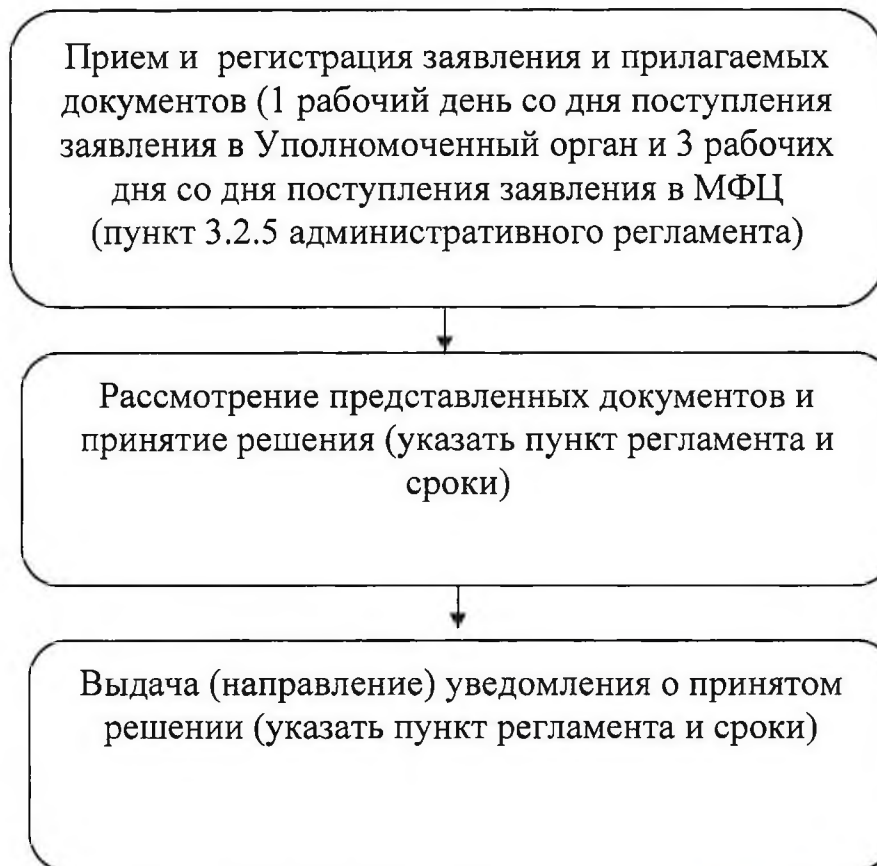 Прием и регистрация заявления и прилагаемых
документов (1 рабочий день со дня поступления
заявления в Уполномоченный орган и 3 рабочих
дня со дня поступления заявления в МФЦ
(пункт 3.2.5 административного регламента)
Рассмотрение представленных документов и
принятие решения (указать пункт регламента и
сроки)
Выдача (направление) уведомления о принятом
решении (указать пункт регламента и сроки)